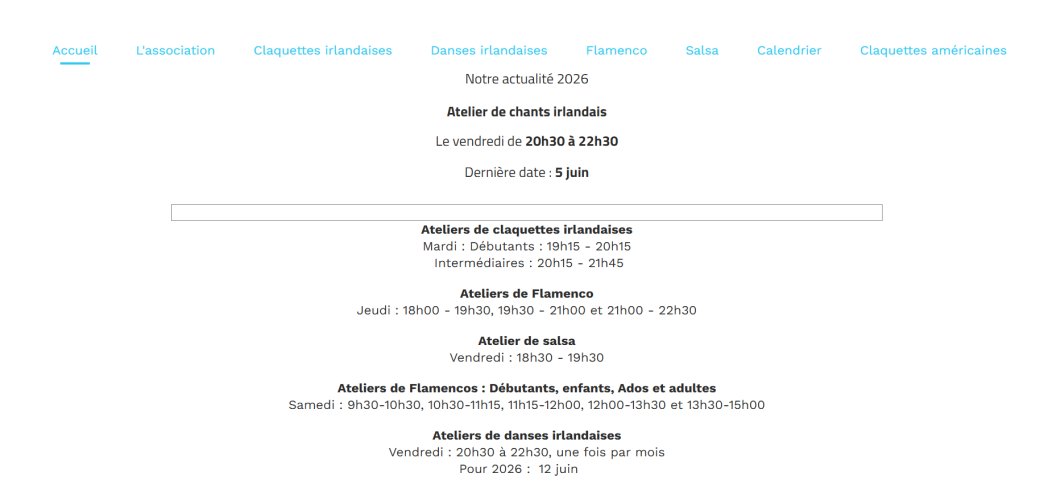 Accueil L'association Claquettes irlandaises Danses irlandaises Flamenco Salsa Calendrier Claquettes américaines
Notre actualité 2026
Atelier de chants irlandais
Le vendredi de 20h30 à 22h30
Dernière date : 5 juin
Ateliers de claquettes irlandaises
Mardi : Débutants : 19h15 - 20h15
Intermédiaires : 20h15 - 21h45
Ateliers de Flamenco
Jeudi : 18h00 - 19h30, 19h30 - 21h00 et 21h00 - 22h30
Atelier de salsa
Vendredi : 18h30 - 19h30
Ateliers de Flamencos : Débutants, enfants, Ados et adultes
Samedi : 9h30-10h30, 10h30-11h15, 11h15-12h00, 12h00-13h30 et 13h30-15h00
Ateliers de danses irlandaises
Vendredi : 20h30 à 22h30, une fois par mois
Pour 2026 : 12 juin